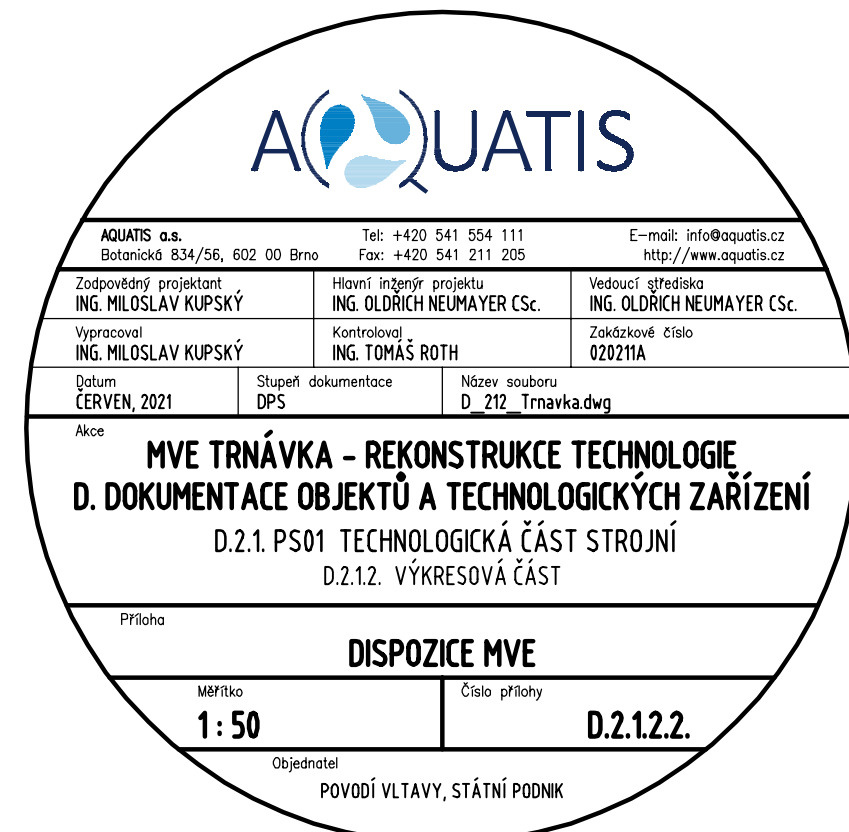 AQUATIS
AQUATIS a.s. Tel: +420 541 554 111 E-mail: info@aquatis.cz
Botanická 834/56, 602 00 Brno Fax: +420 541 211 205 http://www.aquatis.cz
Zodpovědný projektant Hlavní inženýr projektu Vedoucí střediska
ING. MILOSLAV KUPSKÝ ING. OLDŘICH NEUMAYER CSc. ING. OLDŘICH NEUMAYER CSc.
Vypracoval Kontroloval Zakázkové číslo
ING. MILOSLAV KUPSKÝ ING. TOMÁŠ ROTH 020211A
Datum Stupeň dokumentace Název souboru
ČERVEN, 2021 DPS D_212_Trnavka.dwg
Akce
MVE TRNÁVKA - REKONSTRUKCE TECHNOLOGIE
D. DOKUMENTACE OBJEKTŮ A TECHNOLOGICKÝCH ZAŘÍZENÍ
D.2.1. PS01 TECHNOLOGICKÁ ČÁST STROJNÍ
D.2.1.2. VÝKRESOVÁ ČÁST
Příloha
DISPOZICE MVE
Měřítko Číslo přílohy
1 : 50 D.2.1.2.2.
Objednatel
POVODÍ VLTAVY, STÁTNÍ PODNIK